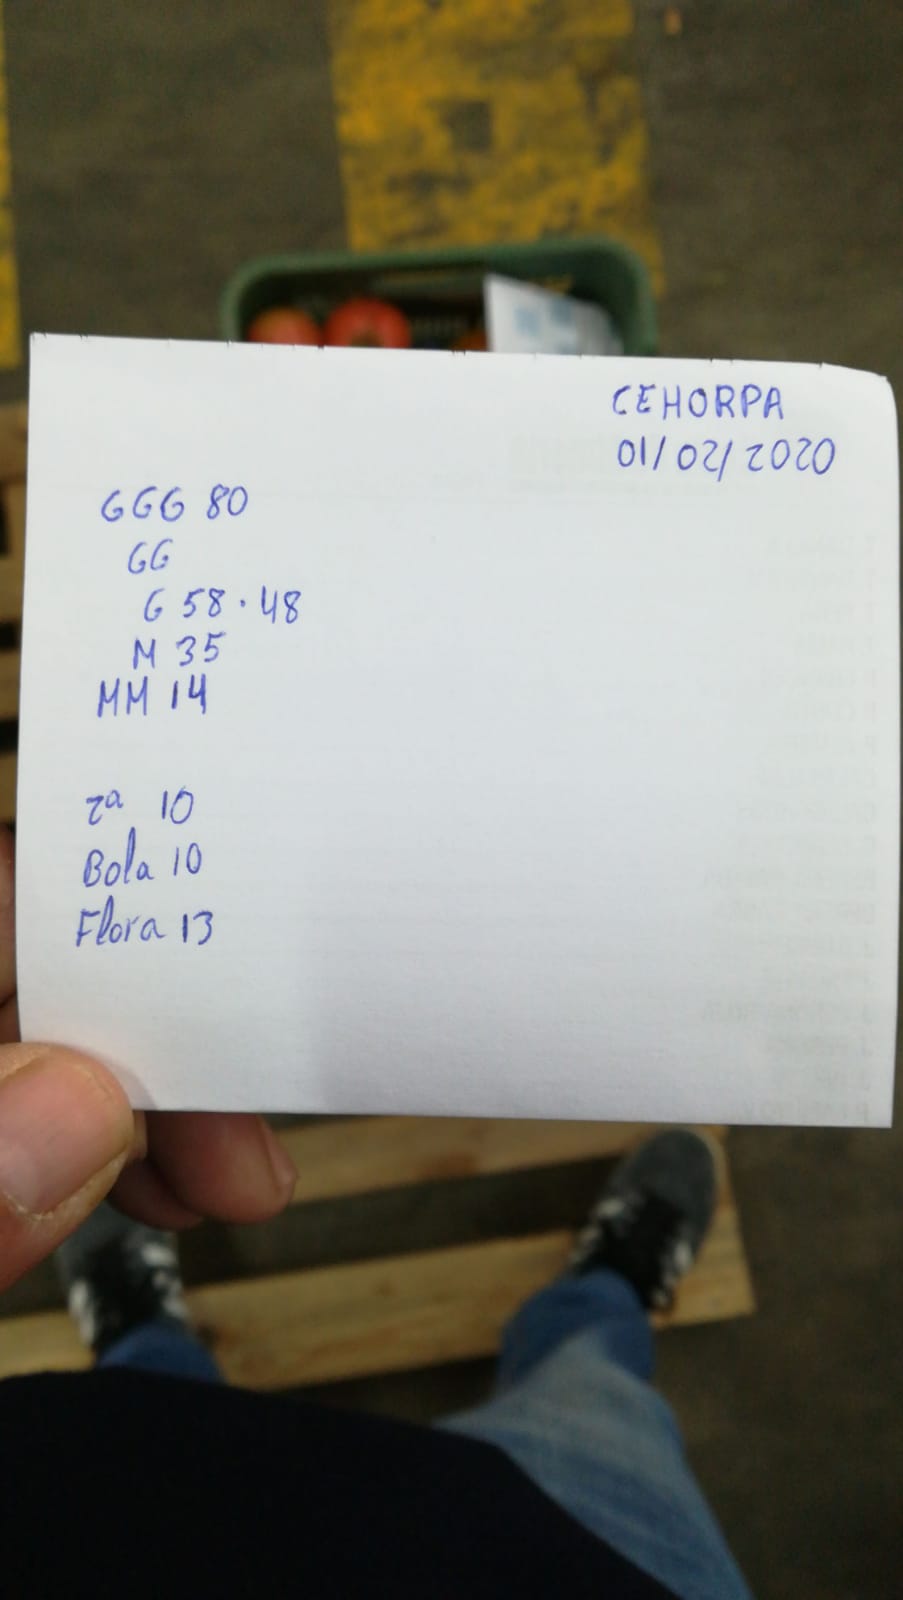 CEHORPA
01/02/2020
GGG 80
GG
G 58 · 48
M 35
MM 14
2ª 10
Bola 10
Flora 13